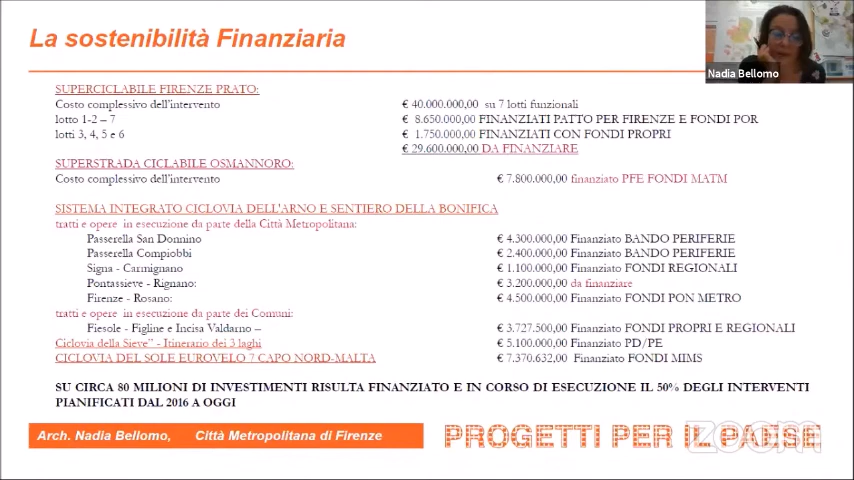 La sostenibilità Finanziaria
Nadia Bellomo
SUPERCICLABILE FIRENZE PRATO:
Costo complessivo dell'intervento € 40.000.000,00 su 7 lotti funzionali
lotto 1-2 – 7 € 8.650.000,00 FINANZIATI PATTO PER FIRENZE E FONDI POR
lotti 3, 4, 5 e 6 € 1.750.000,00 FINANZIATI CON FONDI PROPRI
€ 29.600.000,00 DA FINANZIARE
SUPERSTRADA CICLABILE OSMANNORO:
Costo complessivo dell'intervento € 7.800.000,00 finanziato PFE FONDI MATM
SISTEMA INTEGRATO CICLOVIA DELL'ARNO E SENTIERO DELLA BONIFICA
tratti e opere in esecuzione da parte della Città Metropolitana:
Passerella San Donnino € 4.300.000,00 Finanziato BANDO PERIFERIE
Passerella Compiobbi € 2.400.000,00 Finanziato BANDO PERIFERIE
Signa - Carmignano € 1.100.000,00 Finanziato FONDI REGIONALI
Pontassieve - Rignano: € 3.200.000,00 da finanziare
Firenze - Rosano: € 4.500.000,00 Finanziato FONDI PON METRO
tratti e opere in esecuzione da parte dei Comuni:
Fiesole - Figline e Incisa Valdarno – € 3.727.500,00 Finanziato FONDI PROPRI E REGIONALI
Ciclovia della Sieve" - Itinerario dei 3 laghi € 5.100.000,00 Finanziato PD/PE
CICLOVIA DEL SOLE EUROVELO 7 CAPO NORD-MALTA € 7.370.632,00 Finanziato FONDI MIMS
SU CIRCA 80 MILIONI DI INVESTIMENTI RISULTA FINANZIATO E IN CORSO DI ESECUZIONE IL 50% DEGLI INTERVENTI
PIANIFICATI DAL 2016 A OGGI
Arch. Nadia Bellomo, Città Metropolitana di Firenze
PROGETTI PER IL PAESE
zoom